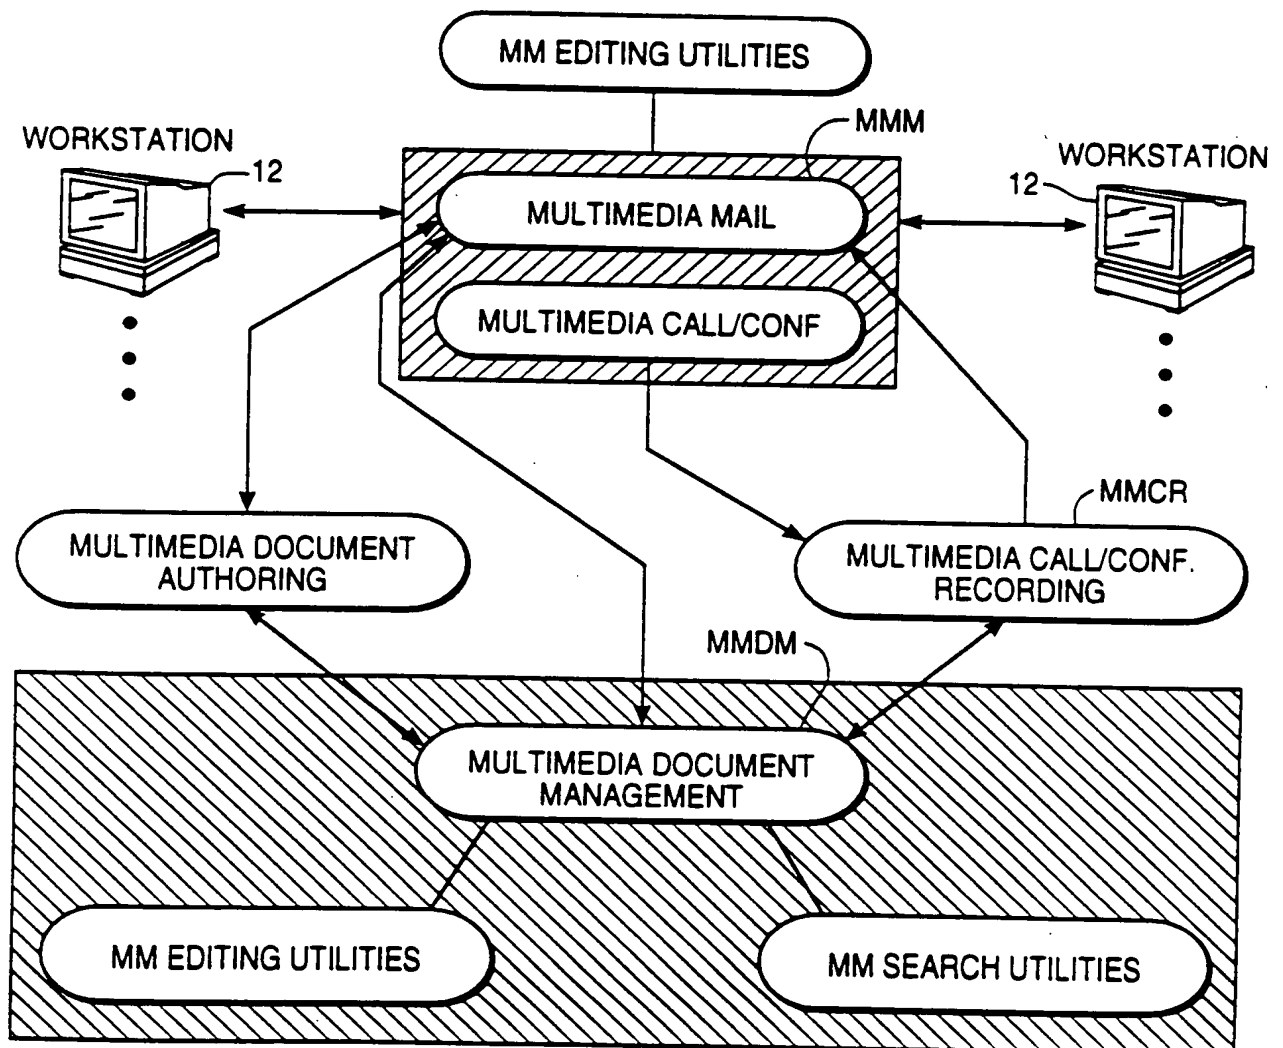 MM EDITING UTILITIES
MMM
WORKSTATION
12
WORKSTATION
12
MULTIMEDIA MAIL
MULTIMEDIA CALL/CONF
MMCR
MULTIMEDIA DOCUMENT
AUTHORING
MULTIMEDIA CALL/CONF.
RECORDING
MMDM
MULTIMEDIA DOCUMENT
MANAGEMENT
MM EDITING UTILITIES
MM SEARCH UTILITIES